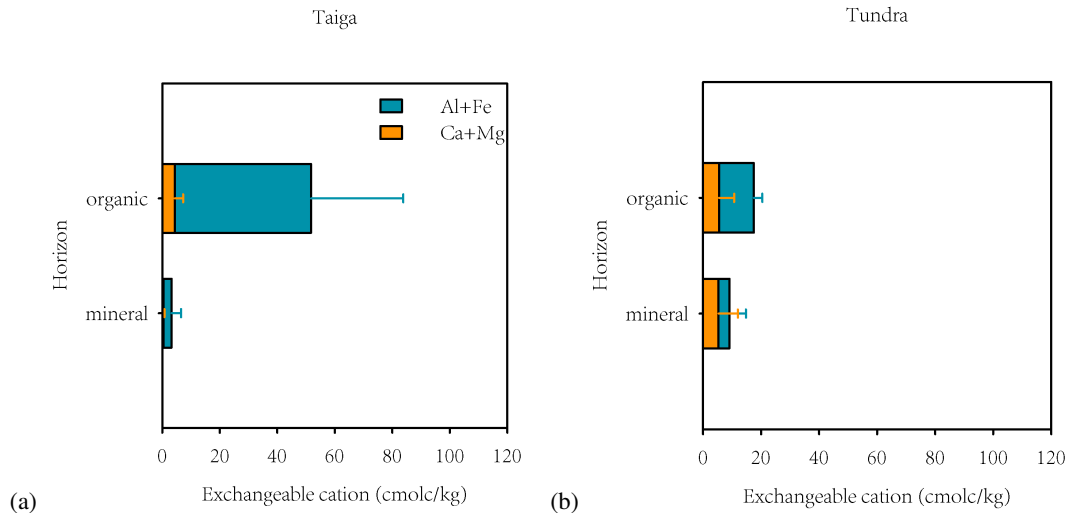 Taiga
Al+Fe
Ca+Mg
organic
mineral
Horizon
0 20 40 60 80 100 120
Exchangeable cation (cmolc/kg)
(a)
Tundra
organic
mineral
Horizon
0 20 40 60 80 100 120
Exchangeable cation (cmolc/kg)
(b)